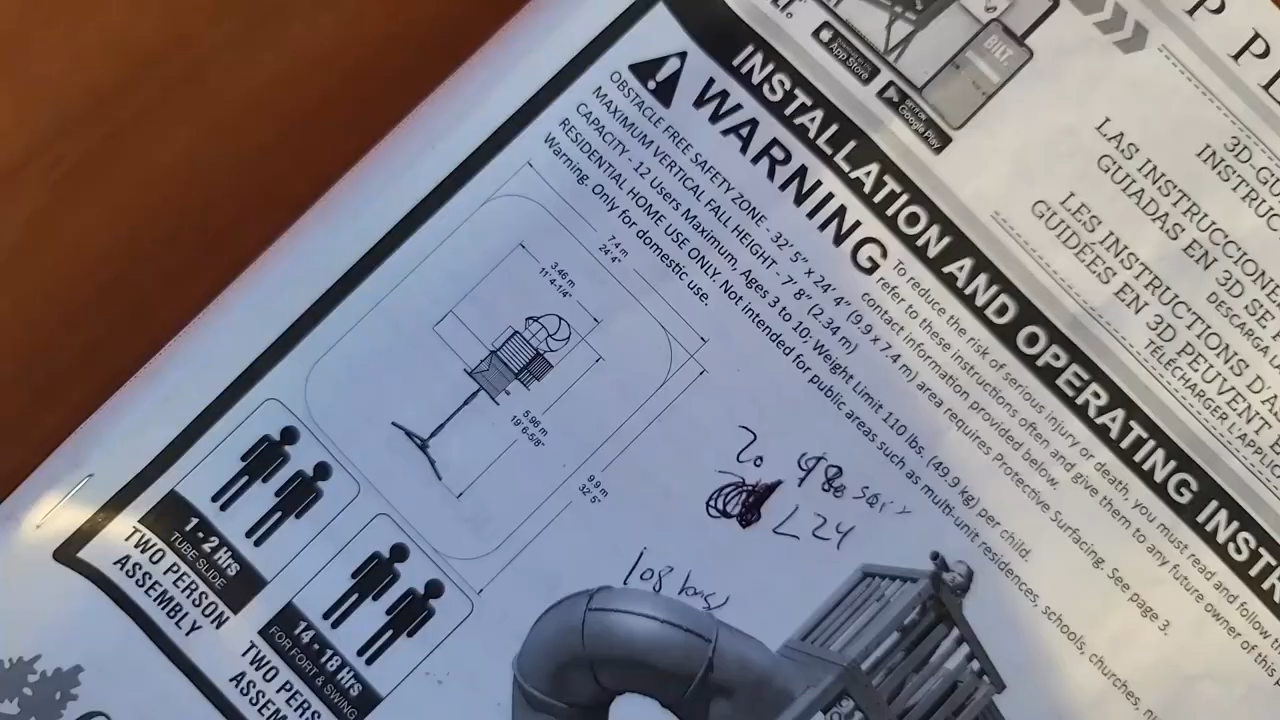 BILT.
App Store
GET IT ON
Google Play
P P
3D-GU
INSTRUC
LAS INSTRUCCIONE
GUIADAS EN 3D SE
DESCARGA L
LES INSTRUCTIONS D'A
GUIDÉES EN 3D PEUVENT
TÉLÉCHARGER L'APPLIC
INSTALLATION AND OPERATING INSTR
WARNING
To reduce the risk of serious injury or death, you must read and follow th
refer to these instructions often and give them to any future owner of this
contact information provided below.
OBSTACLE FREE SAFETY ZONE - 32' 5" x 24' 4" (9.9 x 7.4 m) area requires Protective Surfacing. See page 3.
MAXIMUM VERTICAL FALL HEIGHT - 7'8" (2.34 m)
CAPACITY - 12 Users Maximum, Ages 3 to 10; Weight Limit 110 lbs. (49.9 kg) per child.
RESIDENTIAL HOME USE ONLY. Not intended for public areas such as multi-unit residences, schools, churches,
Warning. Only for domestic use.
7.4 m
24' 4"
3.46 m
11' 4-1/4"
5.96 m
19' 6-5/8"
9.9 m
32' 5"
20
L24
108
1 - 2 Hrs
TUBE SLIDE
TWO PERSON
ASSEMBLY
14 - 18 Hrs
FOR FORT & SWING
TWO PERS
ASSEM